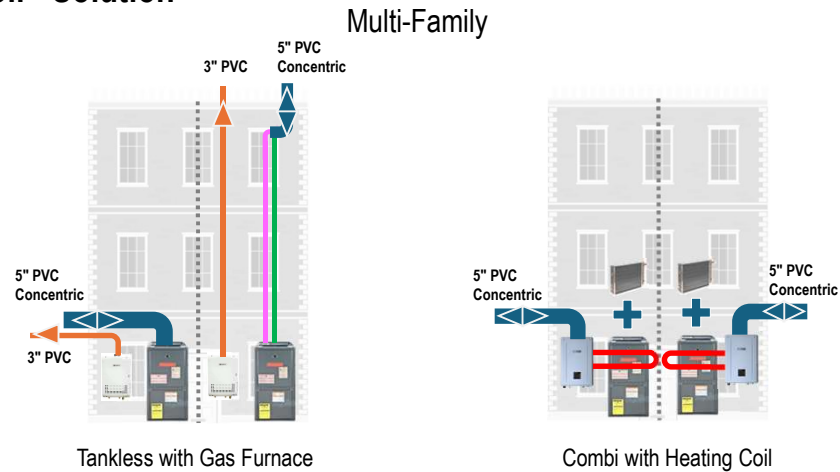 Solution
Multi-Family
5" PVC
Concentric
3" PVC
5" PVC
Concentric
3" PVC
5" PVC
Concentric
5" PVC
Concentric
Tankless with Gas Furnace
Combi with Heating Coil